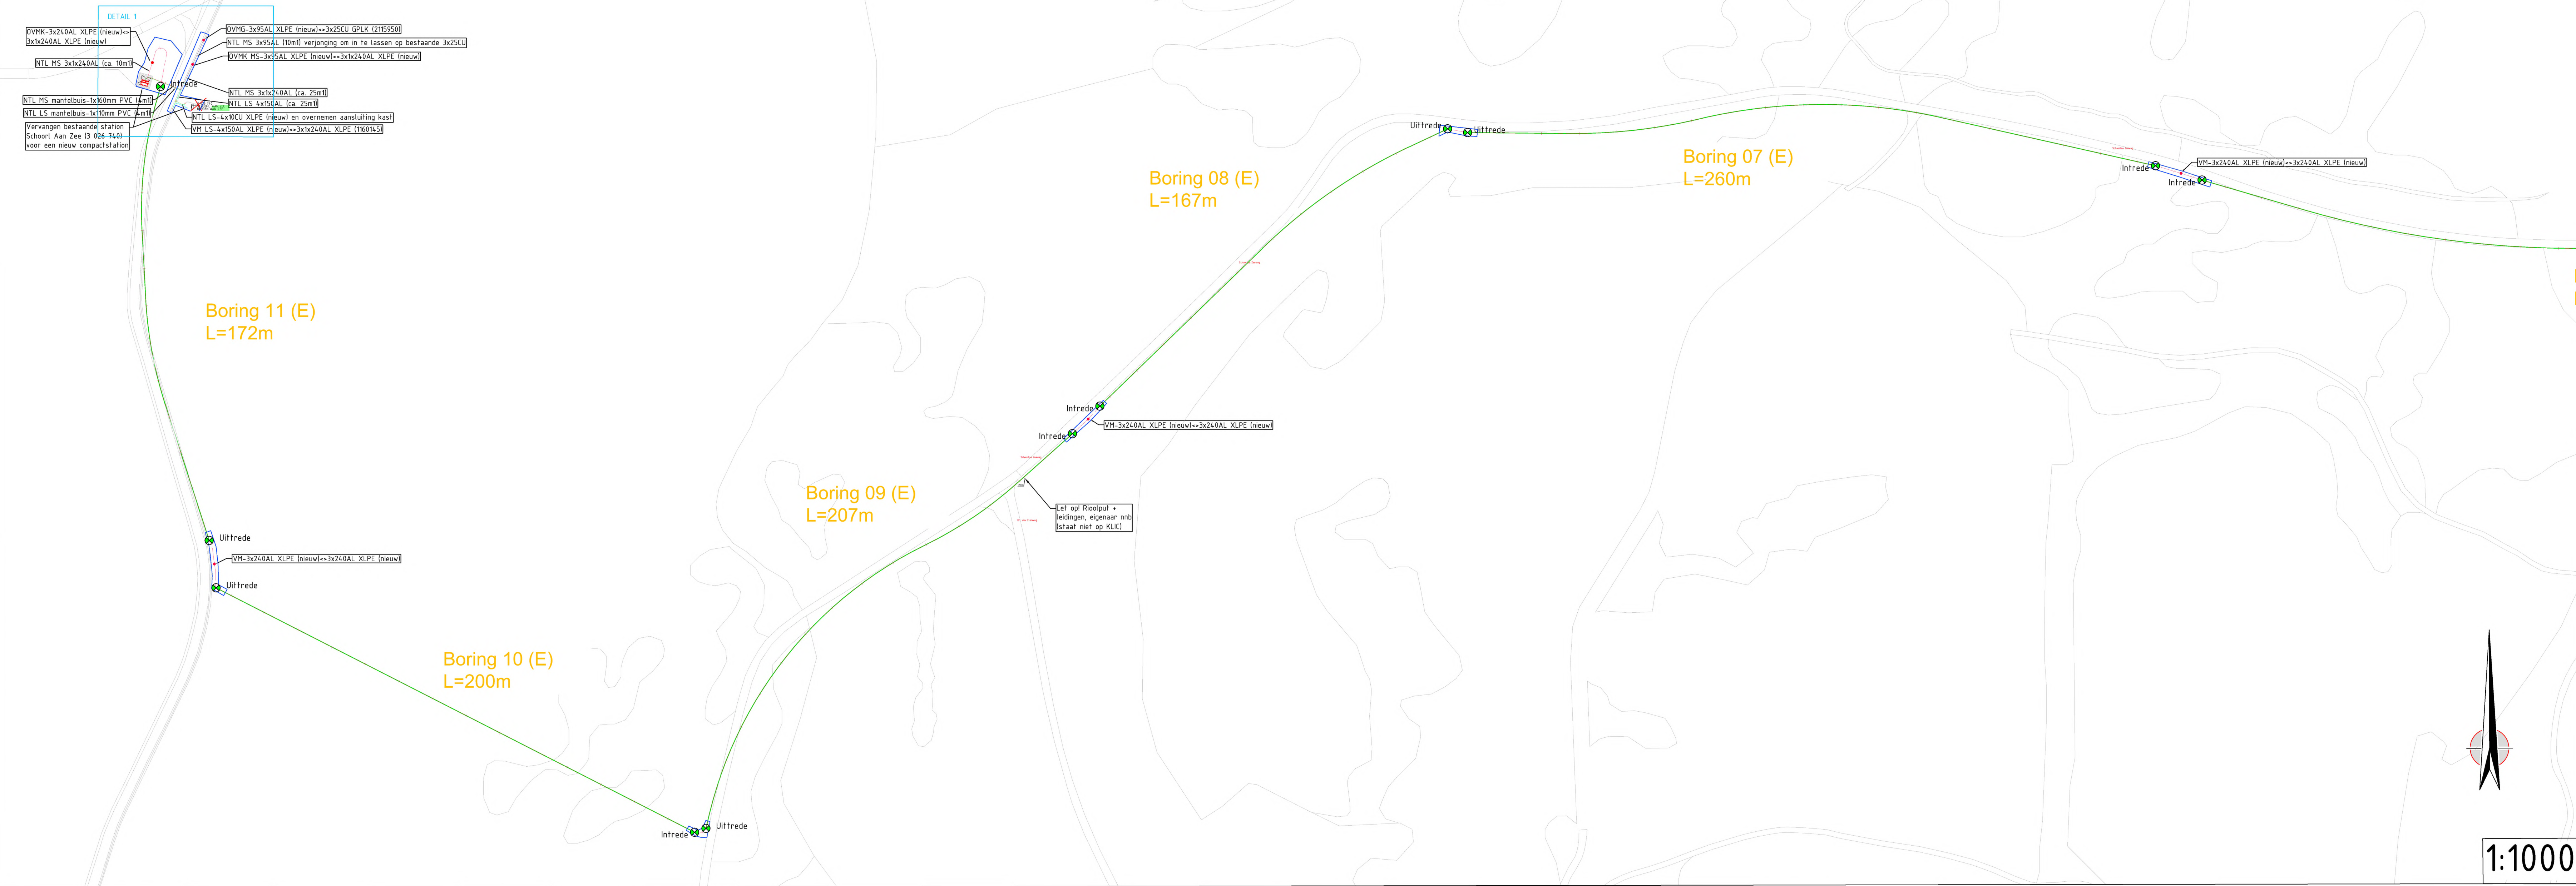 DETAIL 1
OVMK-3x240AL XLPE (nieuw)<=>
3x1x240AL XLPE (nieuw)
NTL MS 3x1x240AL (ca. 10m1)
NTL MS mantelbuis-1x160mm PVC (4m1)
NTL LS mantelbuis-1x110mm PVC (4m1)
Vervangen bestaande station
Schoorl Aan Zee (3 026 740)
voor een nieuw compactstation
OVMG-3x95AL XLPE (nieuw)<=>3x25CU GPLK (2115950)
NTL MS 3x95AL (10m1) verjonging om in te lassen op bestaande 3x25CU
OVMK MS-3x95AL XLPE (nieuw)<=>3x1x240AL XLPE (nieuw)
Intrede
NTL MS 3x1x240AL (ca. 25m1)
NTL LS 4x150AL (ca. 25m1)
NTL LS-4x10CU XLPE (nieuw) en overnemen aansluiting kast
VM LS-4x150AL XLPE (nieuw)<=>3x1x240AL XLPE (1160145)
Boring 11 (E)
L=172m
Uittrede
VM-3x240AL XLPE (nieuw)<=>3x240AL XLPE (nieuw)
Uittrede
Boring 10 (E)
L=200m
Intrede
Uittrede
Boring 09 (E)
L=207m
Let op! Rioolput +
leidingen, eigenaar nnb
(staat niet op KLIC)
Intrede
Intrede
VM-3x240AL XLPE (nieuw)<=>3x240AL XLPE (nieuw)
Boring 08 (E)
L=167m
Uittrede
Uittrede
Boring 07 (E)
L=260m
Intrede
Intrede
VM-3x240AL XLPE (nieuw)<=>3x240AL XLPE (nieuw)
1:1000